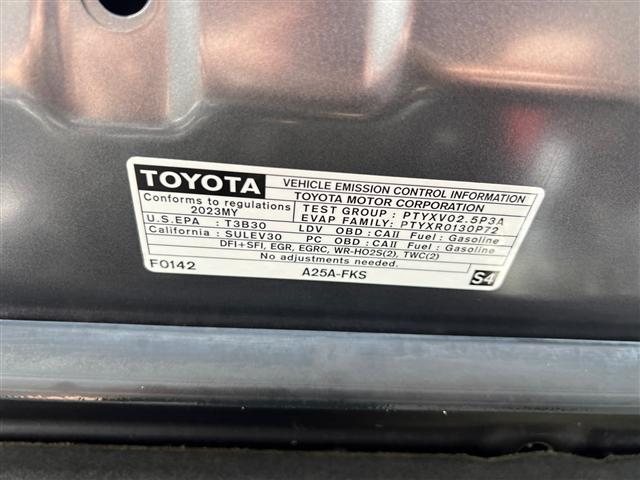 TOYOTA VEHICLE EMISSION CONTROL INFORMATION
Conforms to regulations TOYOTA MOTOR CORPORATION
2023MY TEST GROUP : PTYXV02.5P3A
EVAP FAMILY: PTYXR0130P72
U.S.EPA : T3B30 LDV OBD : CAII Fuel : Gasoline
California : SULEV30 PC OBD : CAII Fuel : Gasoline
DFI+SFI, EGR, EGRC, WR-HO2S(2), TWC(2)
No adjustments needed.
F0142 A25A-FKS S4